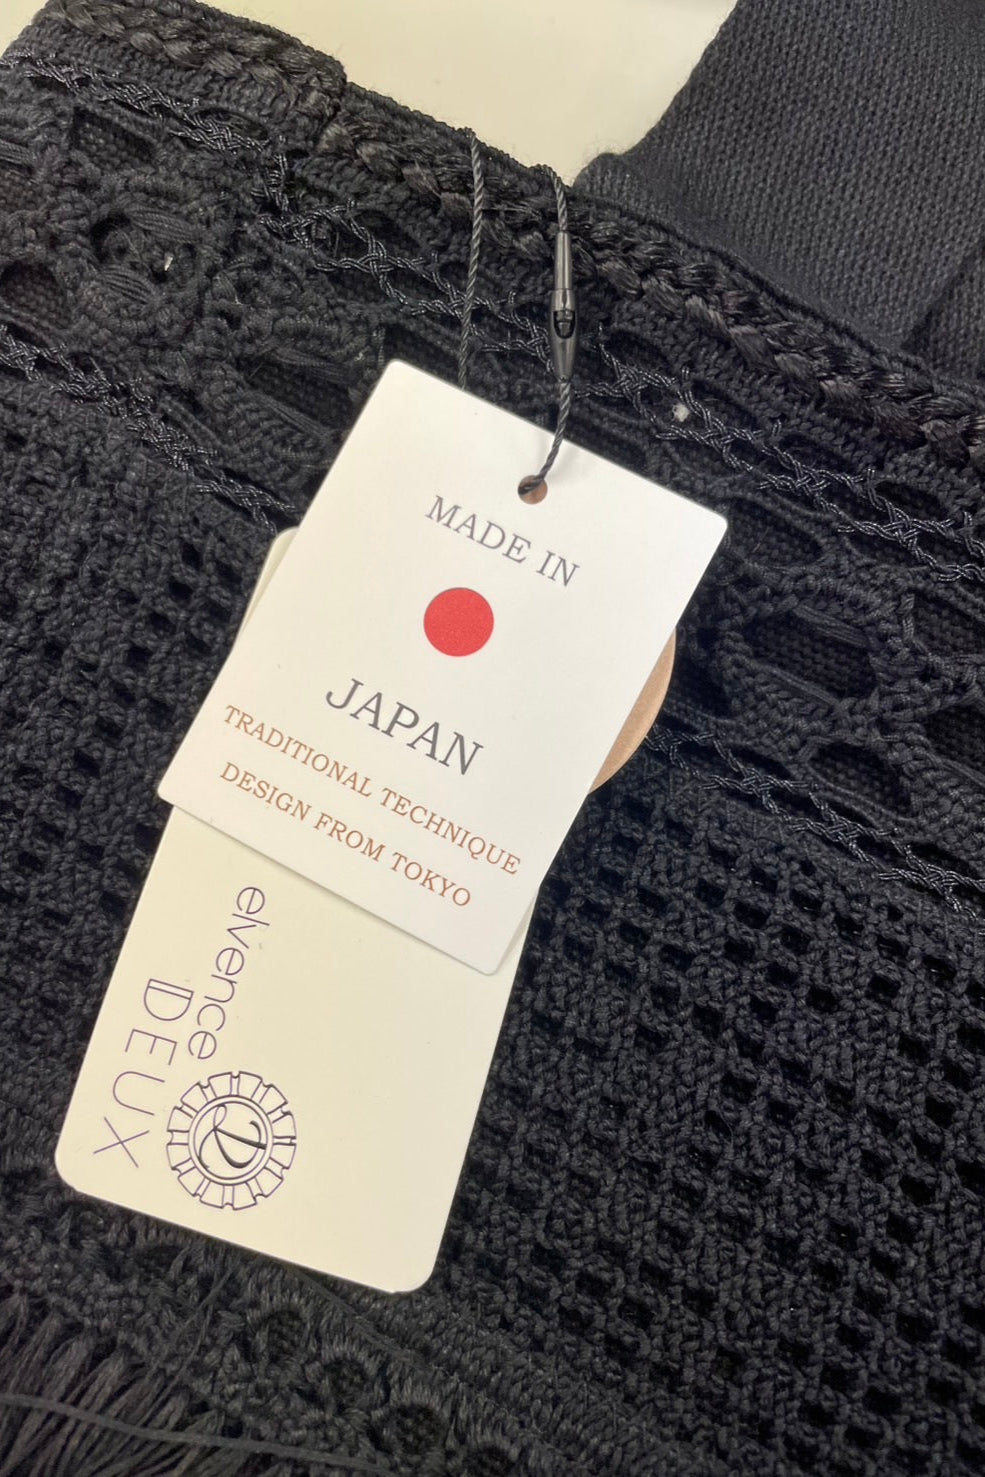 MADE IN
JAPAN
TRADITIONAL TECHNIQUE
DESIGN FROM TOKYO
elvence
DEUX